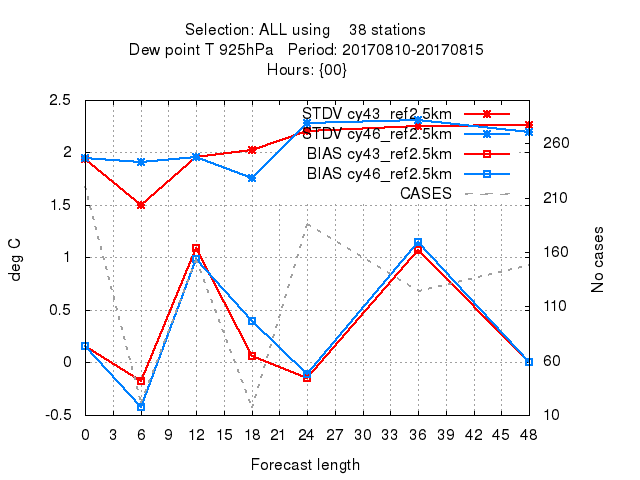 Selection: ALL using    38 stations
Dew point T 925hPa   Period: 20170810-20170815
Hours: {00}
STDV cy43_ref2.5km
STDV cy46_ref2.5km
BIAS cy43_ref2.5km
BIAS cy46_ref2.5km
CASES
2.5
2
1.5
1
0.5
0
-0.5
deg C
260
210
160
110
60
10
No cases
0 3 6 9 12 15 18 21 24 27 30 33 36 39 42 45 48
Forecast length